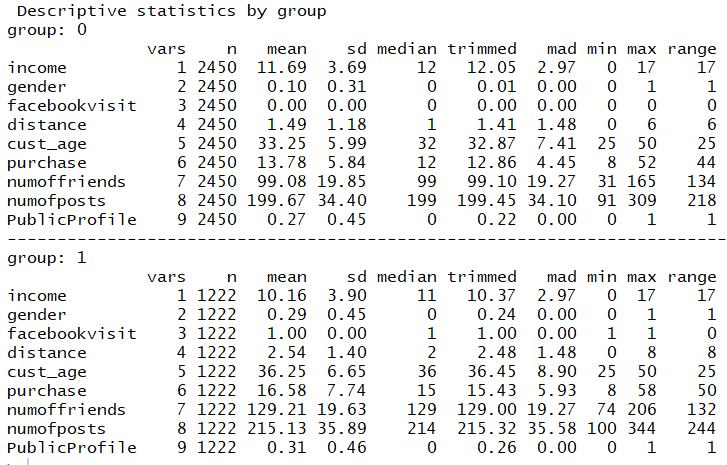 Descriptive statistics by group
group: 0
vars n mean sd median trimmed mad min max range
income 1 2450 11.69 3.69 12 12.05 2.97 0 17 17
gender 2 2450 0.10 0.31 0 0.01 0.00 0 1 1
facebookvisit 3 2450 0.00 0.00 0 0.00 0.00 0 0 0
distance 4 2450 1.49 1.18 1 1.41 1.48 0 6 6
cust_age 5 2450 33.25 5.99 32 32.87 7.41 25 50 25
purchase 6 2450 13.78 5.84 12 12.86 4.45 8 52 44
numoffriends 7 2450 99.08 19.85 99 99.10 19.27 31 165 134
numofposts 8 2450 199.67 34.40 199 199.45 34.10 91 309 218
PublicProfile 9 2450 0.27 0.45 0 0.22 0.00 0 1 1
------------------------------------------------------------------------
group: 1
vars n mean sd median trimmed mad min max range
income 1 1222 10.16 3.90 11 10.37 2.97 0 17 17
gender 2 1222 0.29 0.45 0 0.24 0.00 0 1 1
facebookvisit 3 1222 1.00 0.00 1 1.00 0.00 1 1 0
distance 4 1222 2.54 1.40 2 2.48 1.48 0 8 8
cust_age 5 1222 36.25 6.65 36 36.45 8.90 25 50 25
purchase 6 1222 16.58 7.74 15 15.43 5.93 8 58 50
numoffriends 7 1222 129.21 19.63 129 129.00 19.27 74 206 132
numofposts 8 1222 215.13 35.89 214 215.32 35.58 100 344 244
PublicProfile 9 1222 0.31 0.46 0 0.26 0.00 0 1 1